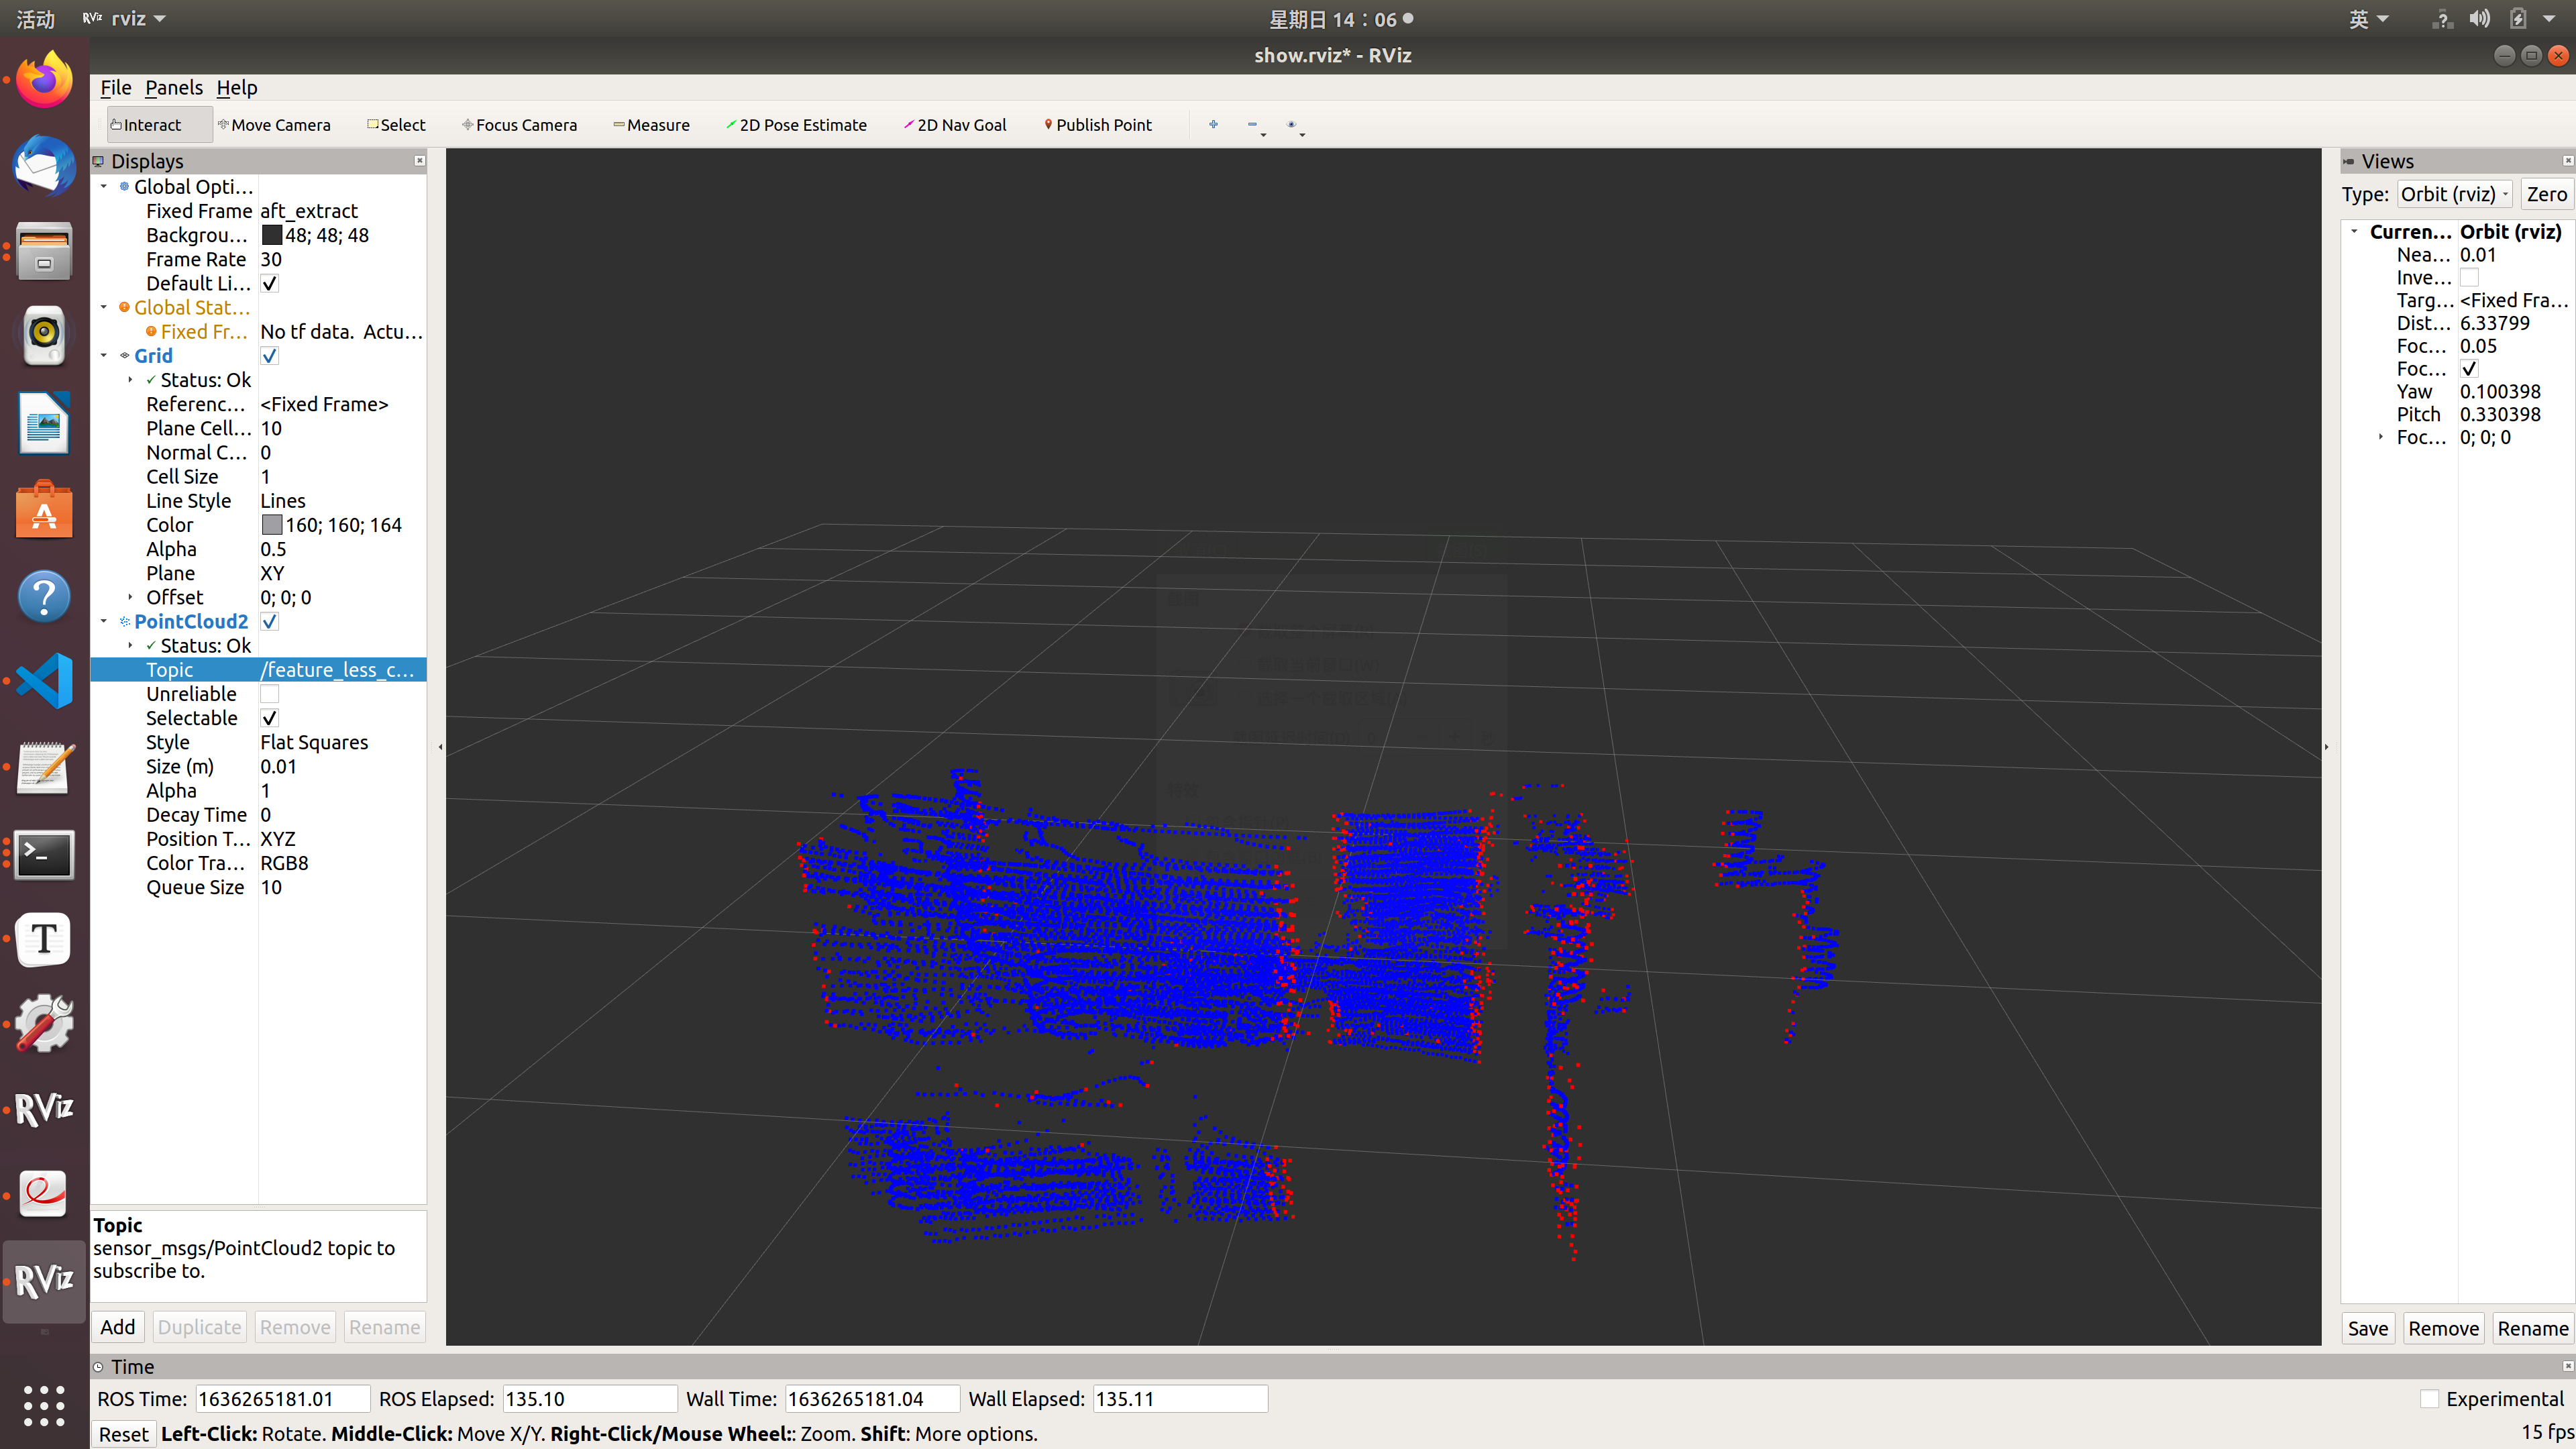 活动 RViz rviz 星期日 14：06 英
show.rviz* - RViz
File Panels Help
Interact Move Camera Select Focus Camera Measure 2D Pose Estimate 2D Nav Goal Publish Point
Displays
Global Opti...
Fixed Frame aft_extract
Backgrou... 48; 48; 48
Frame Rate 30
Default Li...
Global Stat...
Fixed Fr... No tf data. Actu...
Grid
Status: Ok
Referenc... <Fixed Frame>
Plane Cell... 10
Normal C... 0
Cell Size 1
Line Style Lines
Color 160; 160; 164
Alpha 0.5
Plane XY
Offset 0; 0; 0
PointCloud2
Status: Ok
Topic /feature_less_c...
Unreliable
Selectable
Style Flat Squares
Size (m) 0.01
Alpha 1
Decay Time 0
Position T... XYZ
Color Tra... RGB8
Queue Size 10
Topic
sensor_msgs/PointCloud2 topic to
subscribe to.
Add Duplicate Remove Rename
Views
Type: Orbit (rviz) Zero
Curren... Orbit (rviz)
Nea... 0.01
Inve...
Targ... <Fixed Fra...
Dist... 6.33799
Foc... 0.05
Foc...
Yaw 0.100398
Pitch 0.330398
Foc... 0; 0; 0
Save Remove Rename
Time
ROS Time: 1636265181.01 ROS Elapsed: 135.10 Wall Time: 1636265181.04 Wall Elapsed: 135.11 Experimental
Reset Left-Click: Rotate. Middle-Click: Move X/Y. Right-Click/Mouse Wheel:: Zoom. Shift: More options. 15 fps
RViz
RViz